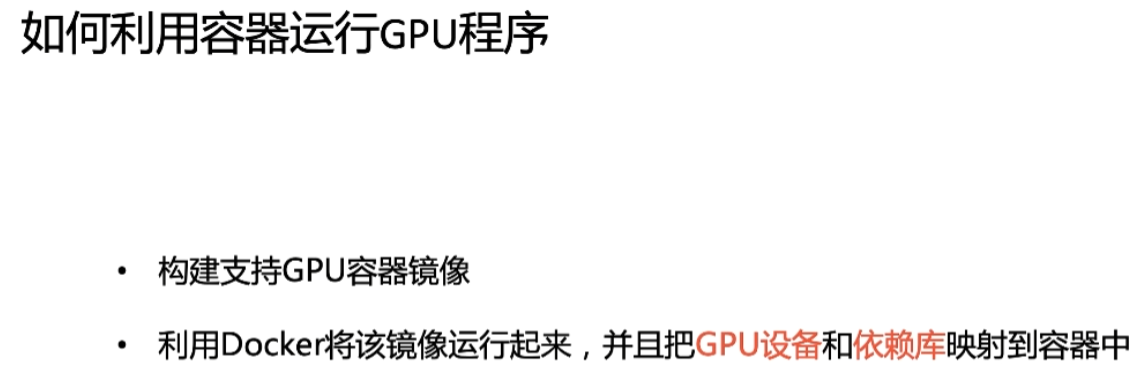 如何利用容器运行GPU程序
• 构建支持GPU容器镜像
• 利用Docker将该镜像运行起来，并且把GPU设备和依赖库映射到容器中